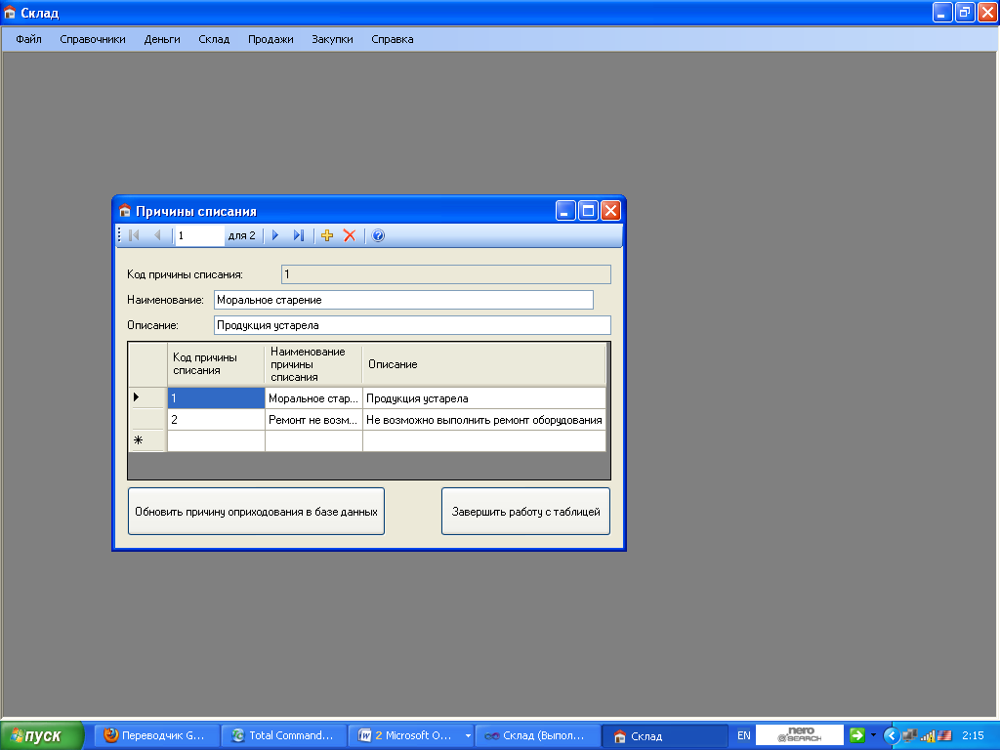 Склад
Файл Справочники Деньги Склад Продажи Закупки Справка
Причины списания
1 для 2
Код причины списания: 1
Наименование: Моральное старение
Описание: Продукция устарела
Код причины списания
Наименование причины списания
Описание
1 Моральное стар... Продукция устарела
2 Ремонт не возм... Не возможно выполнить ремонт оборудования
Обновить причину оприходования в базе данных
Завершить работу с таблицей
пуск
Переводчик G...
Total Command...
2 Microsoft O...
Склад (Выпол...
Склад
EN
nero
@SEARCH
2:15